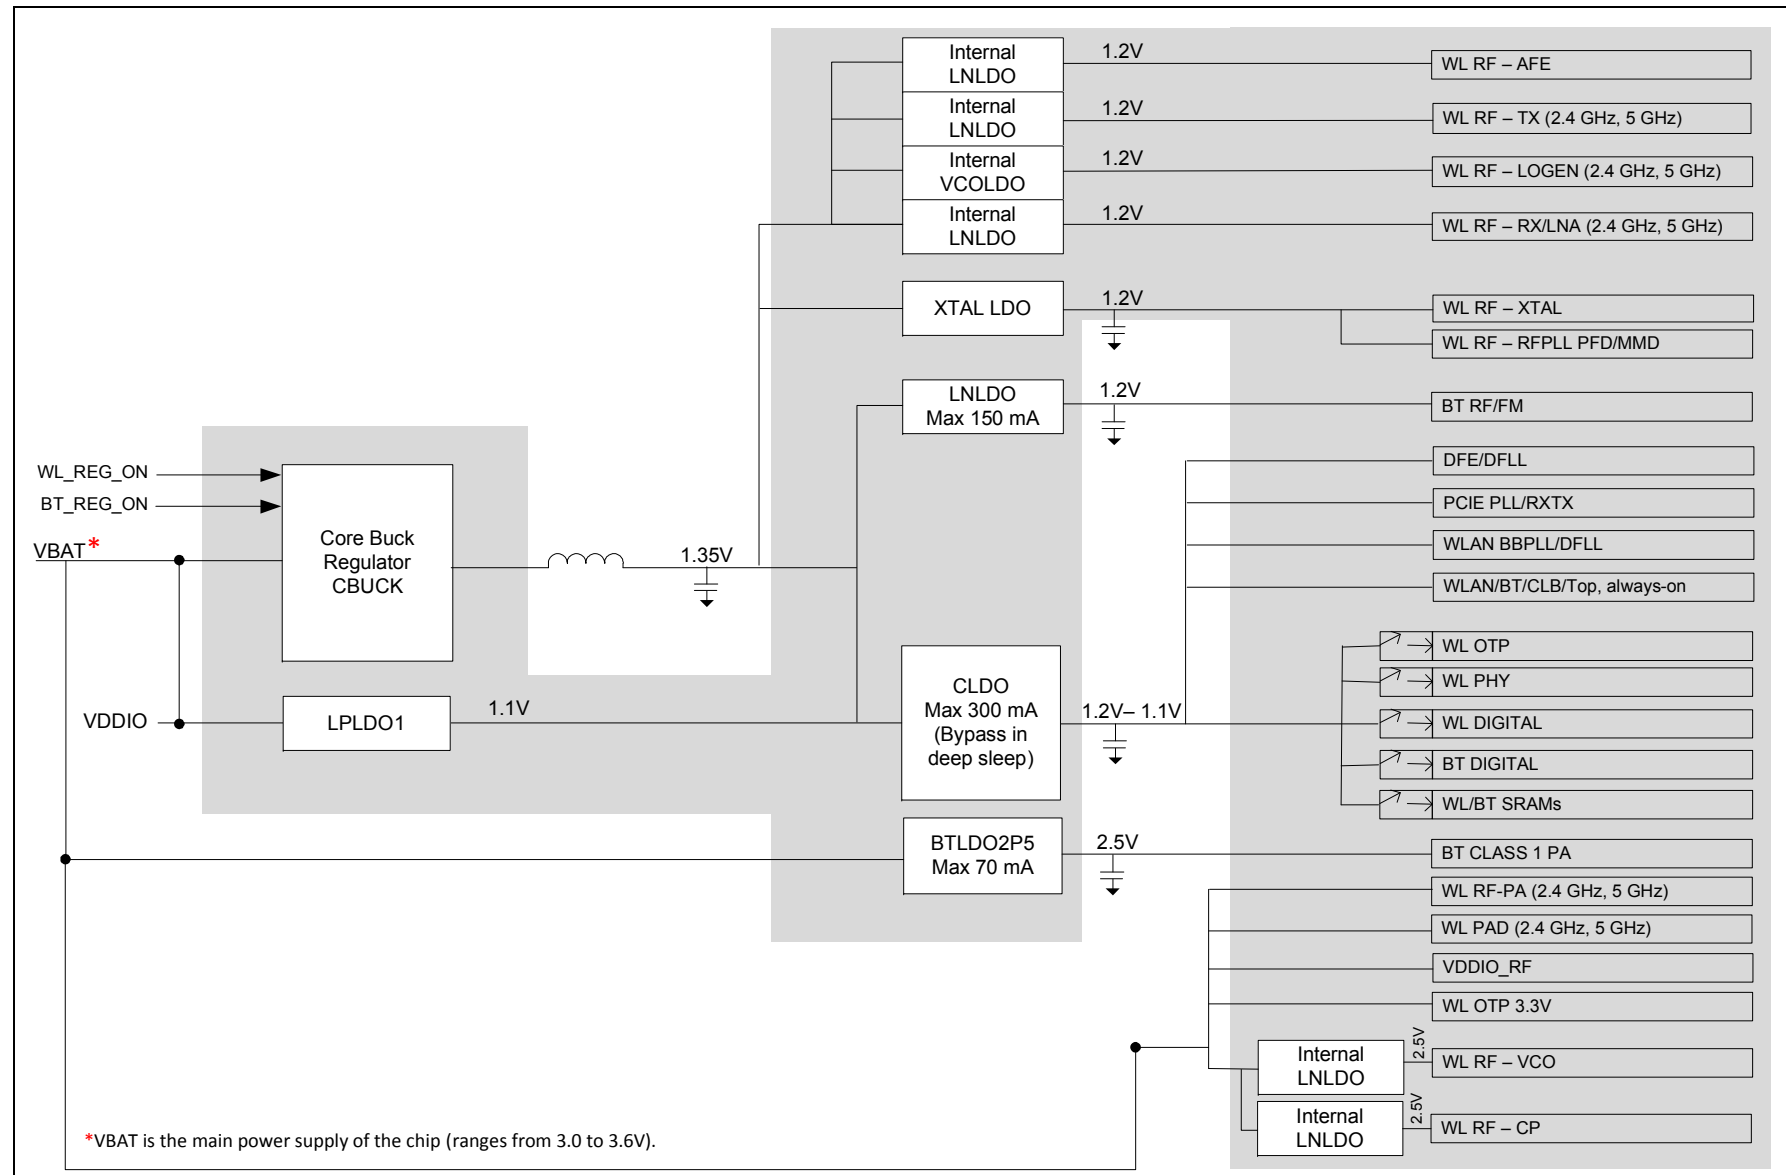 Internal
LNLDO
1.2V
WL RF – AFE
Internal
LNLDO
1.2V
WL RF – TX (2.4 GHz, 5 GHz)
Internal
VCOLDO
1.2V
WL RF – LOGEN (2.4 GHz, 5 GHz)
Internal
LNLDO
1.2V
WL RF – RX/LNA (2.4 GHz, 5 GHz)
XTAL LDO
1.2V
WL RF – XTAL
WL RF – RFPLL PFD/MMD
LNLDO
Max 150 mA
1.2V
BT RF/FM
WL_REG_ON
BT_REG_ON
VBAT*
Core Buck
Regulator
CBUCK
1.35V
DFE/DFLL
PCIE PLL/RXTX
WLAN BBPLL/DFLL
WLAN/BT/CLB/Top, always-on
VDDIO
LPLDO1
1.1V
CLDO
Max 300 mA
(Bypass in
deep sleep)
1.2V– 1.1V
WL OTP
WL PHY
WL DIGITAL
BT DIGITAL
WL/BT SRAMs
BTLDO2P5
Max 70 mA
2.5V
BT CLASS 1 PA
WL RF-PA (2.4 GHz, 5 GHz)
WL PAD (2.4 GHz, 5 GHz)
VDDIO_RF
WL OTP 3.3V
Internal
LNLDO
2.5V
WL RF – VCO
Internal
LNLDO
2.5V
WL RF – CP
*VBAT is the main power supply of the chip (ranges from 3.0 to 3.6V).